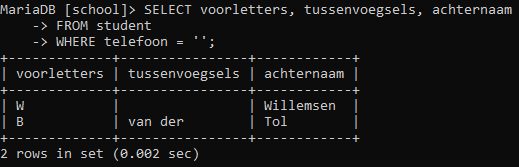 MariaDB [school]> SELECT voorletters, tussenvoegsels, achternaam
    -> FROM student
    -> WHERE telefoon = '';
+-------------+----------------+------------+
| voorletters | tussenvoegsels | achternaam |
+-------------+----------------+------------+
| W           |                | Willemsen  |
| B           | van der        | Tol        |
+-------------+----------------+------------+
2 rows in set (0.002 sec)